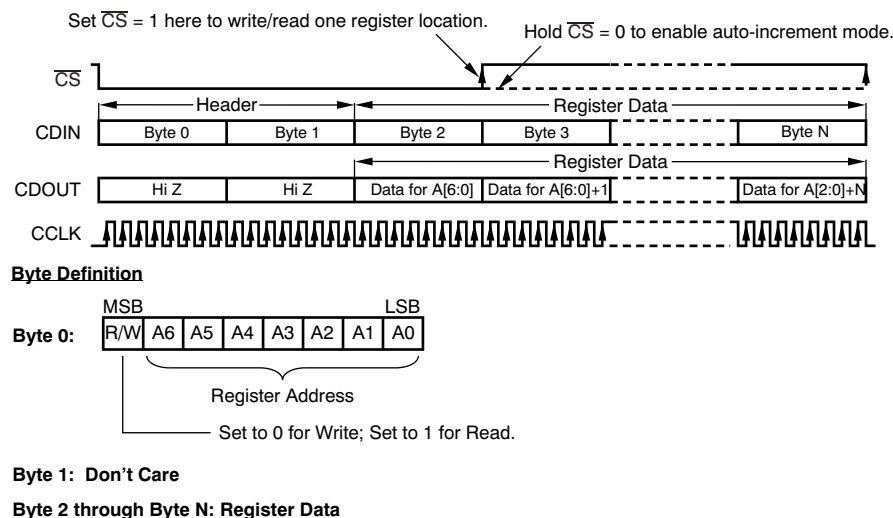 Set CS = 1 here to write/read one register location.
Hold CS = 0 to enable auto-increment mode.
CS
Header
Register Data
CDIN
Byte 0
Byte 1
Byte 2
Byte 3
Byte N
Register Data
CDOUT
Hi Z
Hi Z
Data for A[6:0]
Data for A[6:0]+1
Data for A[2:0]+N
CCLK
Byte Definition
MSB
LSB
Byte 0:
R/W
A6
A5
A4
A3
A2
A1
A0
Register Address
Set to 0 for Write; Set to 1 for Read.
Byte 1: Don't Care
Byte 2 through Byte N: Register Data